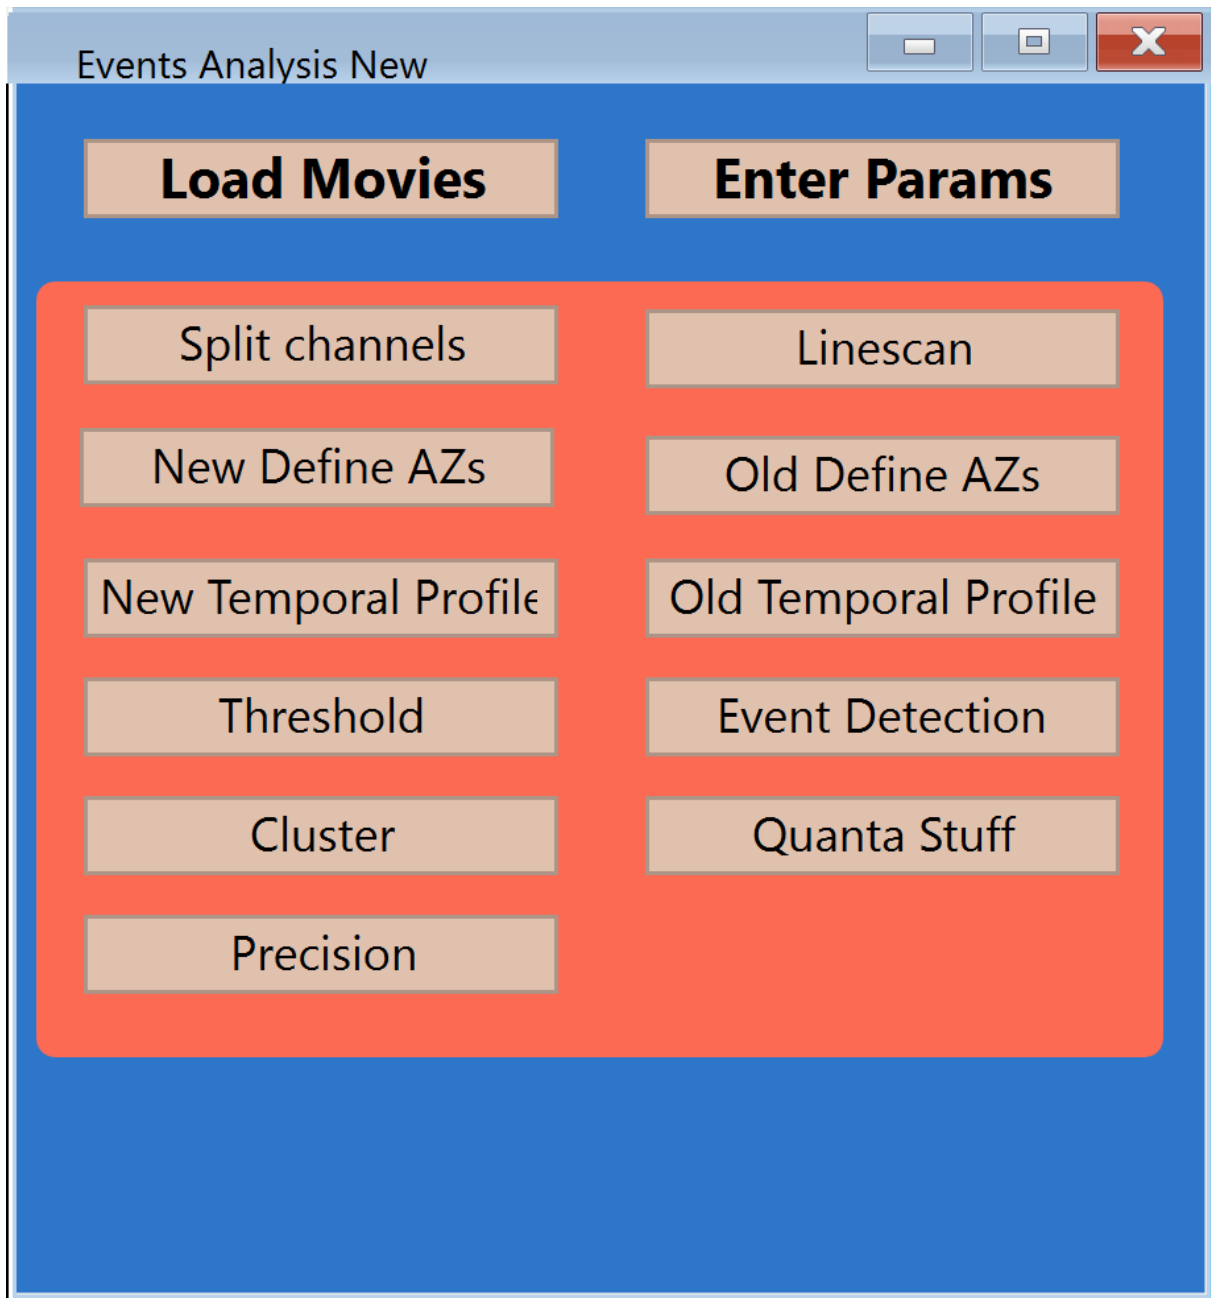 Events Analysis New
Load Movies
Enter Params
Split channels
Linescan
New Define AZs
Old Define AZs
New Temporal Profile
Old Temporal Profile
Threshold
Event Detection
Cluster
Quanta Stuff
Precision